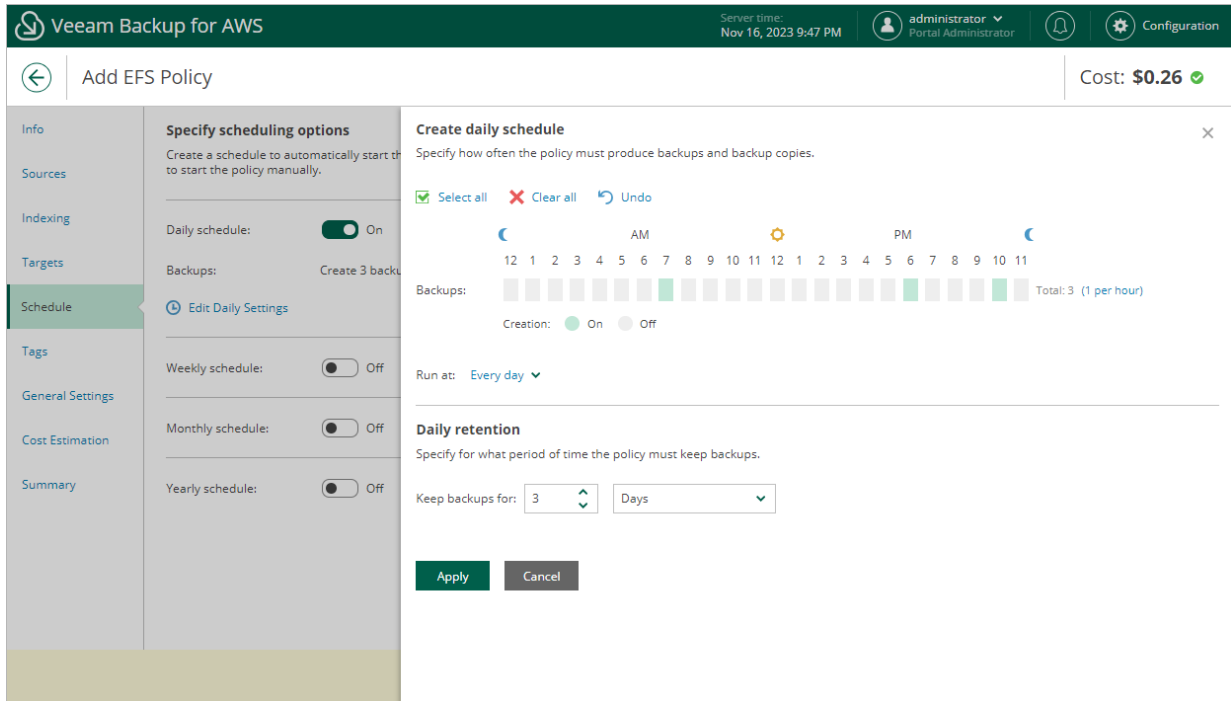 Veeam Backup for AWS
Server time:
Nov 16, 2023 9:47 PM
administrator
Portal Administrator
Configuration
Add EFS Policy
Cost: $0.26
Info
Sources
Indexing
Targets
Schedule
Tags
General Settings
Cost Estimation
Summary
Specify scheduling options
Create a schedule to automatically start th
to start the policy manually.
Daily schedule: On
Backups: Create 3 backu
Edit Daily Settings
Weekly schedule: Off
Monthly schedule: Off
Yearly schedule: Off
Create daily schedule
Specify how often the policy must produce backups and backup copies.
Select all Clear all Undo
AM PM
12 1 2 3 4 5 6 7 8 9 10 11 12 1 2 3 4 5 6 7 8 9 10 11
Backups: Total: 3 (1 per hour)
Creation: On Off
Run at: Every day
Daily retention
Specify for what period of time the policy must keep backups.
Keep backups for: 3 Days
Apply Cancel